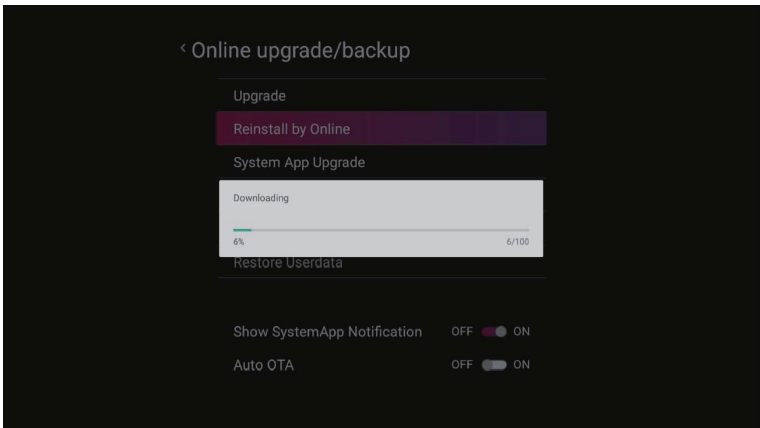 < Online upgrade/backup
Upgrade
Reinstall by Online
System App Upgrade
Downloading
6% 6/100
Restore Userdata
Show SystemApp Notification OFF ON
Auto OTA OFF ON